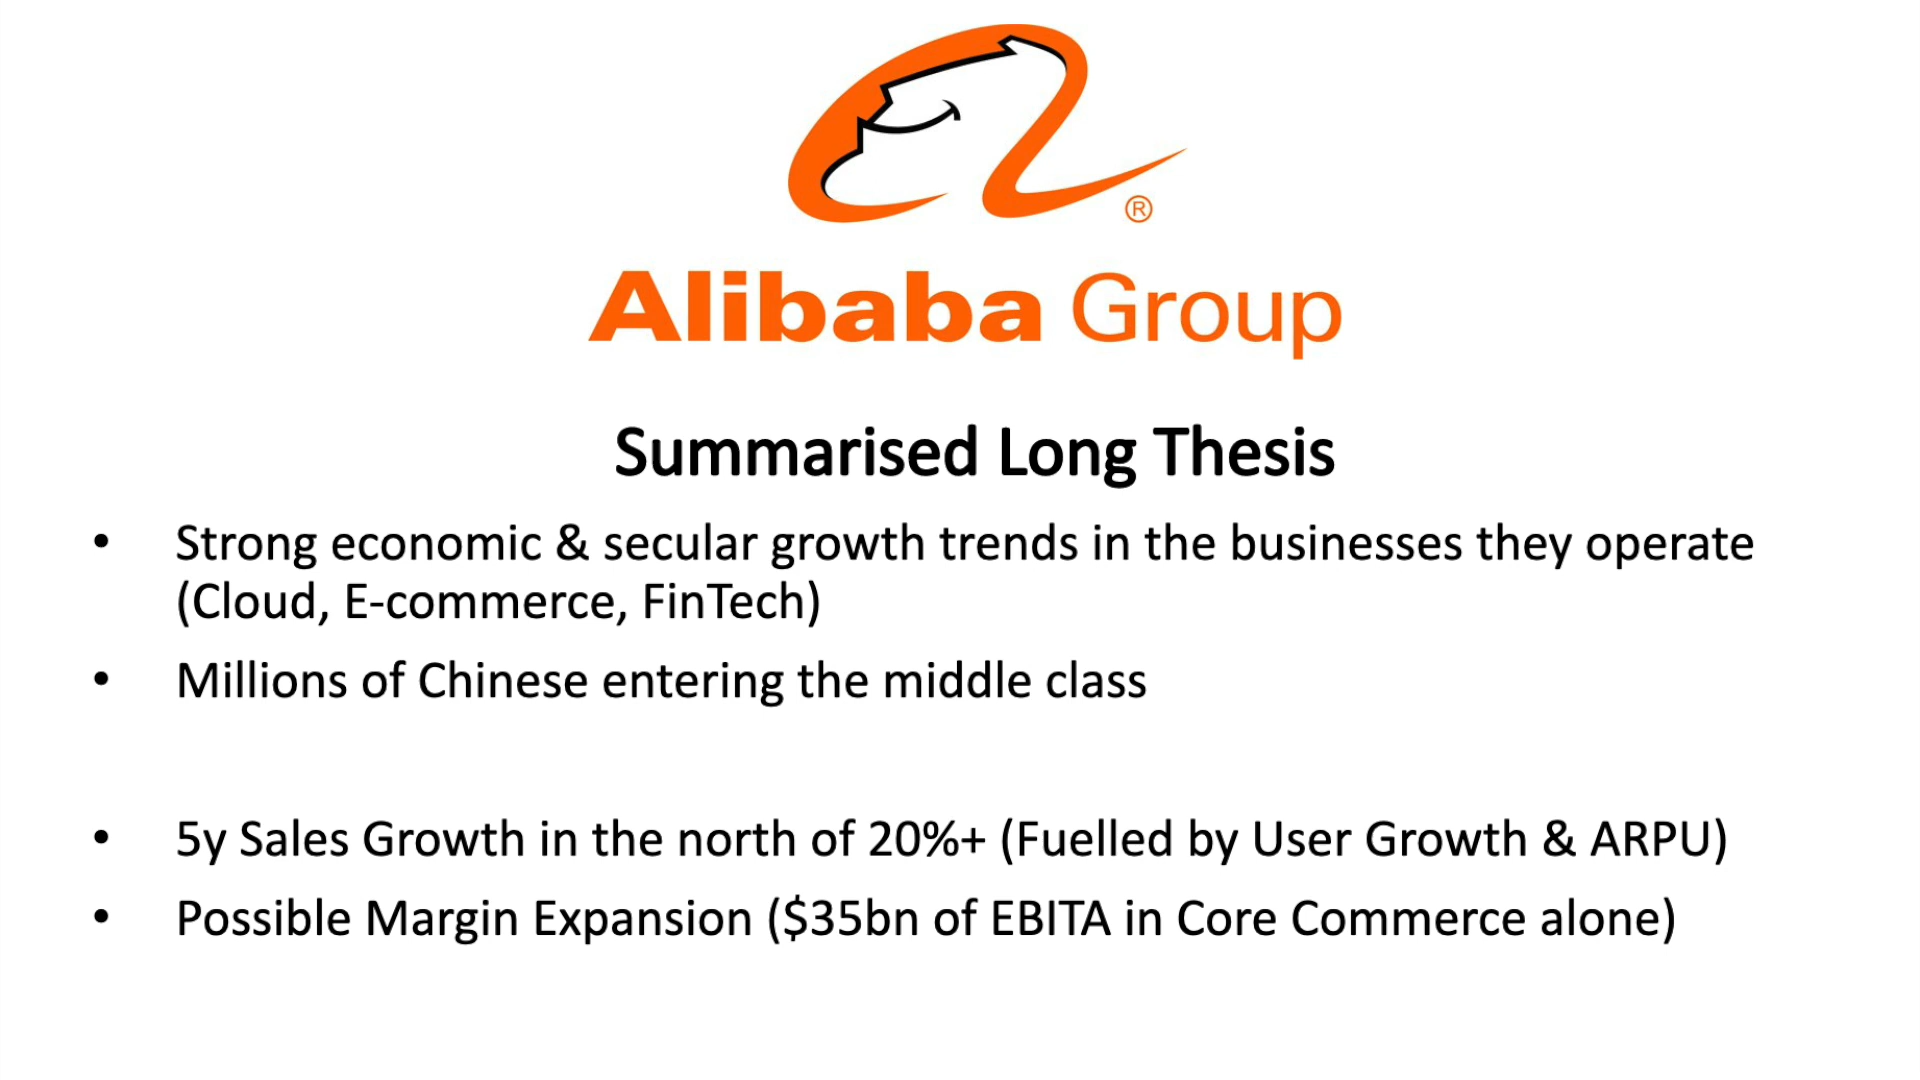 ®
Alibaba Group
Summarised Long Thesis
• Strong economic & secular growth trends in the businesses they operate
(Cloud, E-commerce, FinTech)
• Millions of Chinese entering the middle class
• 5y Sales Growth in the north of 20%+ (Fuelled by User Growth & ARPU)
• Possible Margin Expansion ($35bn of EBITA in Core Commerce alone)